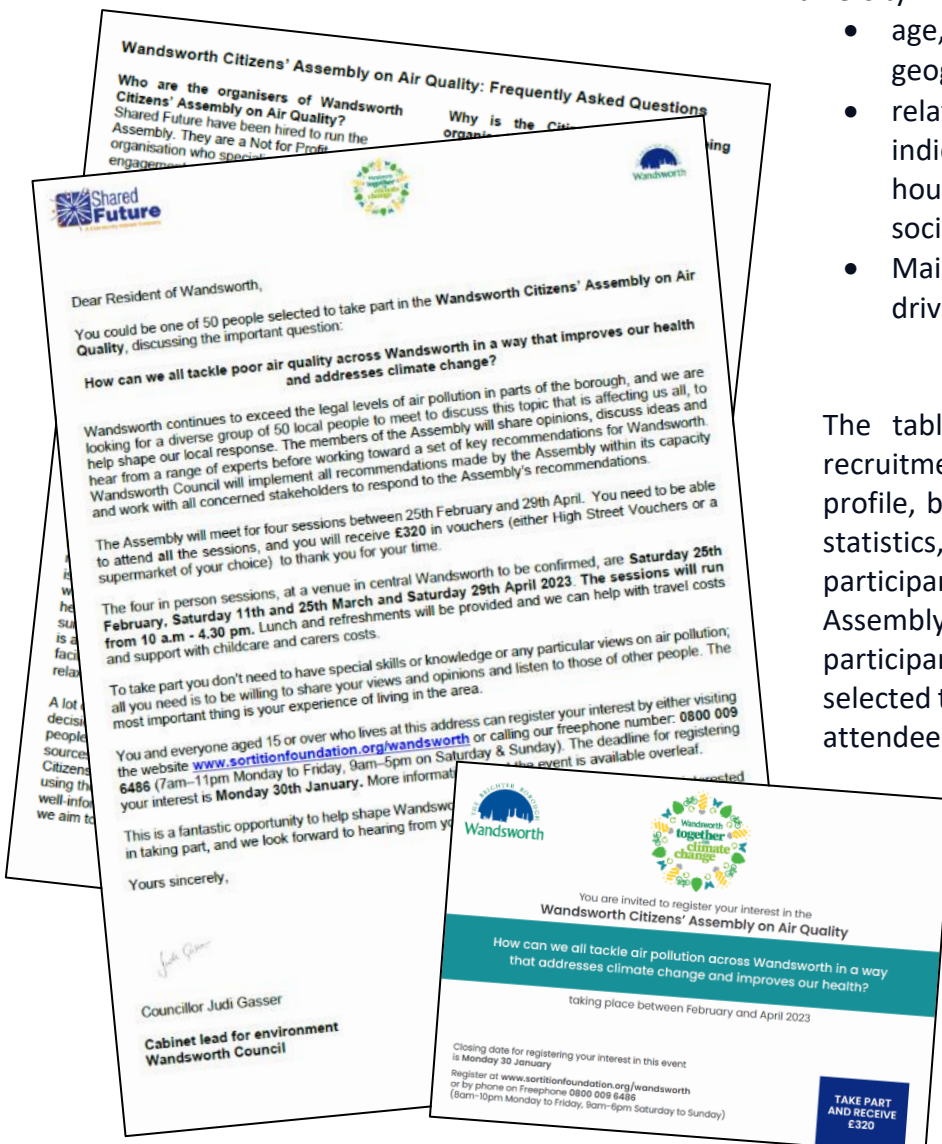 Wandsworth Citizens' Assembly on Air Quality: Frequently Asked Questions
Who are the organisers of Wandsworth
Citizens' Assembly on Air Quality?
Shared Future have been hired to run the
Assembly. They are a Not for Profit
organisation who
Why is the
Shared
Future
Wandsworth
Dear Resident of Wandsworth,
You could be one of 50 people selected to take part in the Wandsworth Citizens' Assembly on Air
Quality, discussing the important question:
How can we all tackle poor air quality across Wandsworth in a way that improves our health
and addresses climate change?
Wandsworth continues to exceed the legal levels of air pollution in parts of the borough, and we are
looking for a diverse group of 50 local people to meet to discuss this topic that is affecting us all, to
help shape our local response. The members of the Assembly will share opinions, discuss ideas and
hear from a range of experts before working toward a set of key recommendations for Wandsworth.
Wandsworth Council will implement all recommendations made by the Assembly within its capacity
and work with all concerned stakeholders to respond to the Assembly's recommendations.
The Assembly will meet for four sessions between 25th February and 29th April. You need to be able
to attend all the sessions, and you will receive £320 in vouchers (either High Street Vouchers or a
supermarket of your choice) to thank you for your time.
The four in person sessions, at a venue in central Wandsworth to be confirmed, are Saturday 25th
February, Saturday 11th and 25th March and Saturday 29th April 2023. The sessions will run
from 10 a.m - 4.30 pm. Lunch and refreshments will be provided and we can help with travel costs
and support with childcare and carers costs.
To take part you don't need to have special skills or knowledge or any particular views on air pollution;
all you need is to be willing to share your views and opinions and listen to those of other people. The
most important thing is your experience of living in the area.
You and everyone aged 15 or over who lives at this address can register your interest by either visiting
the website www.sortitionfoundation.org/wandsworth or calling our freephone number: 0800 009
6486 (7am–11pm Monday to Friday, 9am–5pm on Saturday & Sunday). The deadline for registering
your interest is Monday 30th January. More the event is available overleaf.
This is a fantastic opportunity to help shape
in taking part, and we look forward to hearing from
Yours sincerely,
Councillor Judi Gasser
Cabinet lead for environment
Wandsworth Council
THE BRIGHTER BOROUGH
Wandsworth
Wandsworth
together
on
climate
change
You are invited to register your interest in the
Wandsworth Citizens' Assembly on Air Quality
How can we all tackle air pollution across Wandsworth in a way
that addresses climate change and improves our health?
taking place between February and April 2023
Closing date for registering your interest in this event
is Monday 30 January
Register at www.sortitionfoundation.org/wandsworth
or by phone on Freephone 0800 009 6486
(8am–10pm Monday to Friday, 9am–6pm Saturday to Sunday)
TAKE PART
AND RECEIVE
£320
age,
The
profile,
statistics,
selected